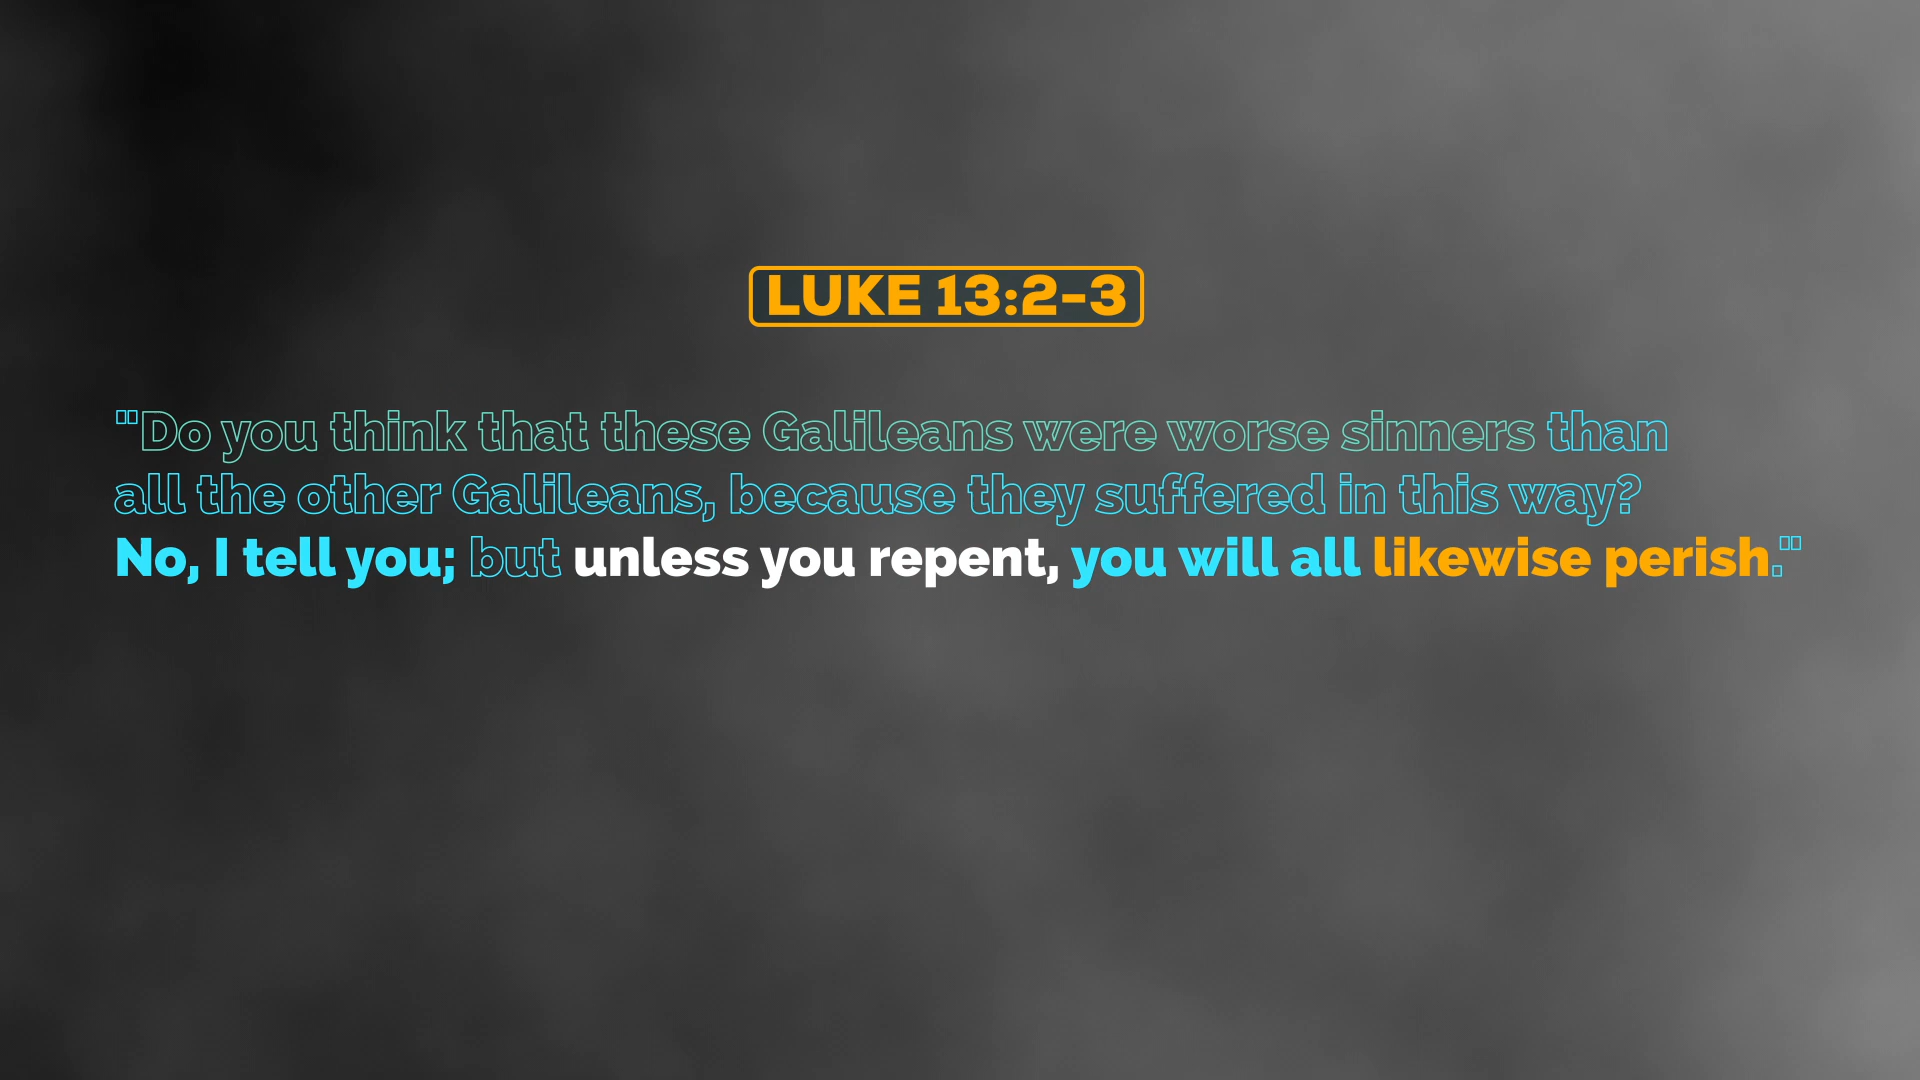 LUKE 13:2-3
"Do you think that these Galileans were worse sinners than
all the other Galileans, because they suffered in this way?
No, I tell you; but unless you repent, you will all likewise perish."